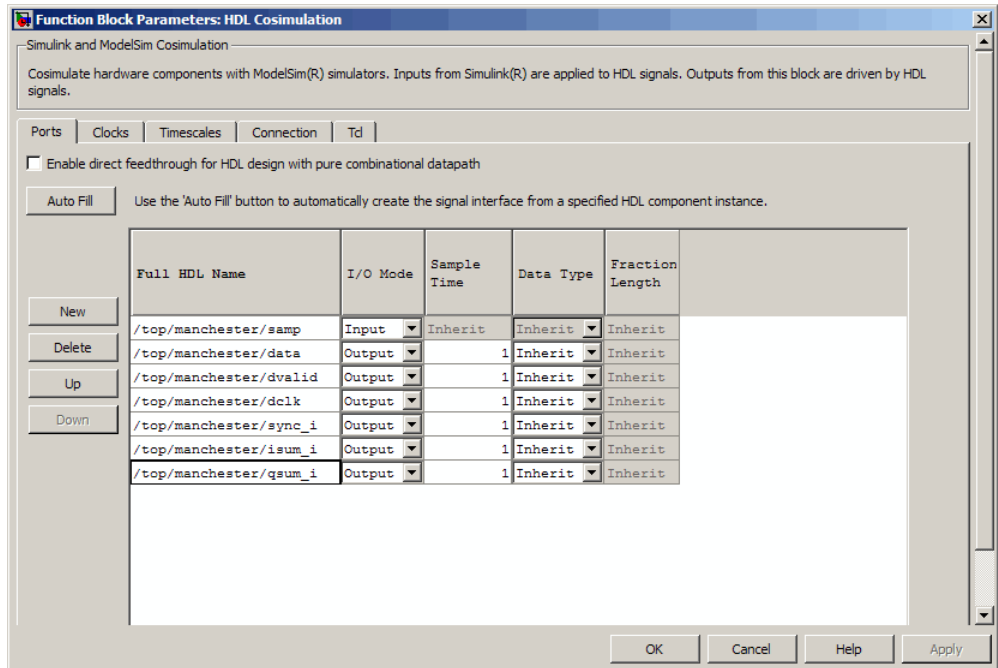 Function Block Parameters: HDL Cosimulation
Simulink and ModelSim Cosimulation
Cosimulate hardware components with ModelSim(R) simulators. Inputs from Simulink(R) are applied to HDL signals. Outputs from this block are driven by HDL
signals.
Ports Clocks Timescales Connection Tcl
Enable direct feedthrough for HDL design with pure combinational datapath
Auto Fill Use the 'Auto Fill' button to automatically create the signal interface from a specified HDL component instance.
Full HDL Name I/O Mode Sample Time Data Type Fraction Length
New
Delete
Up
Down
/top/manchester/samp Input Inherit Inherit Inherit
/top/manchester/data Output 1 Inherit Inherit
/top/manchester/dvalid Output 1 Inherit Inherit
/top/manchester/dclk Output 1 Inherit Inherit
/top/manchester/sync_i Output 1 Inherit Inherit
/top/manchester/isum_i Output 1 Inherit Inherit
/top/manchester/qsum_i Output 1 Inherit Inherit
OK Cancel Help Apply